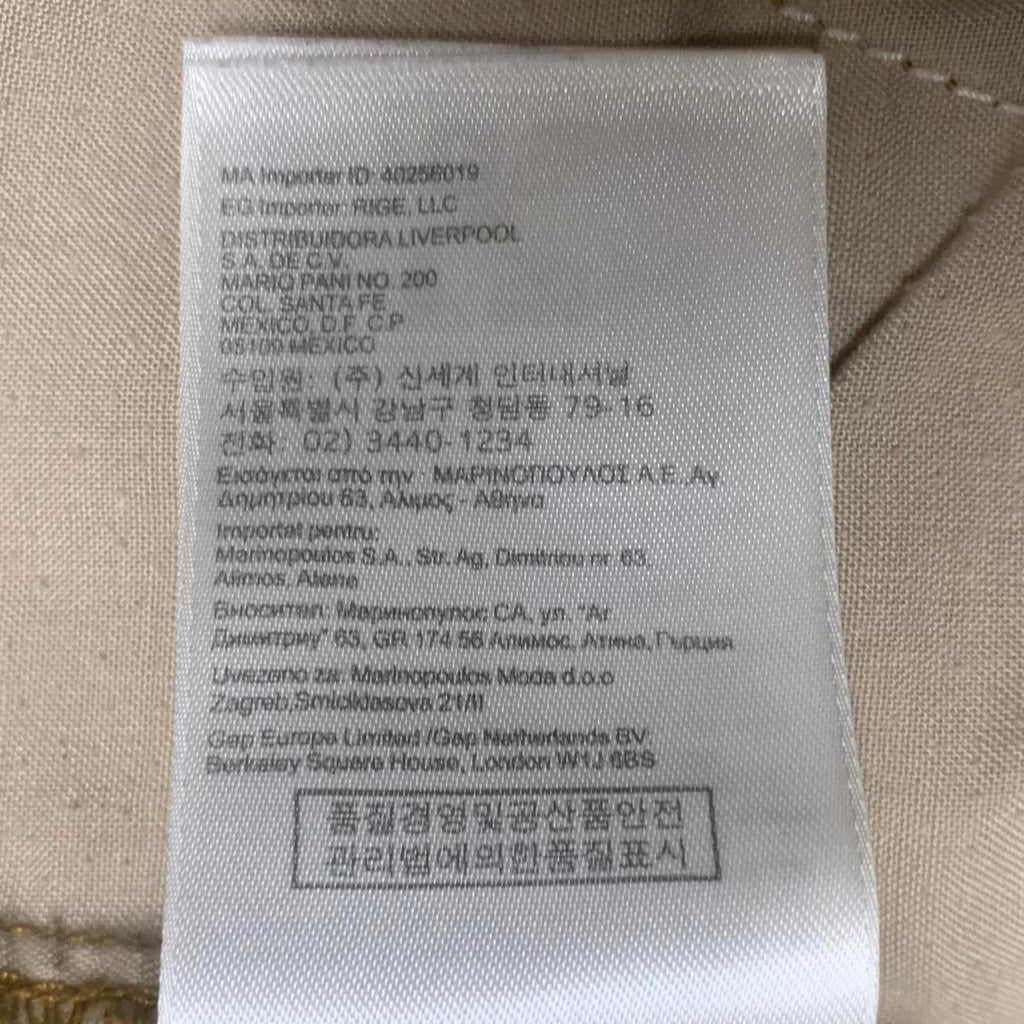 MA Importer ID: 40256019
EG Importer: RIGE, LLC
DISTRIBUIDORA LIVERPOOL
S.A. DE C.V.
MARIO PANI NO. 200
COL. SANTA FE
MEXICO, D.F. C.P
05109 MEXICO
수입원: (주) 신세계 인터내셔날
서울특별시 강남구 청담동 79-16
전화: 02) 3440-1234
Εισάγεται από την : ΜΑΡΙΝΟΠΟΥΛΟΣ Α.Ε. Αγ
Δημητρίου 63, Αλιμος - Αθήνα
Importat pentru:
Marinopoulos S.A., Str. Ag, Dimitriou nr 63,
Alimos, Atena
Вносител: Маринопулос СА, ул. "Аг
Димитриу" 63, GR 174 56 Алимос, Атина, Гърция
Uvezeno za: Marinopoulos Moda d.o.o
Zagreb, Smiciklasova 21/II
Gap Europe Limited /Gap Netherlands BV
Berkeley Square House, London W1J 6BS
품질경영및공산품안전
관리법에의한품질표시